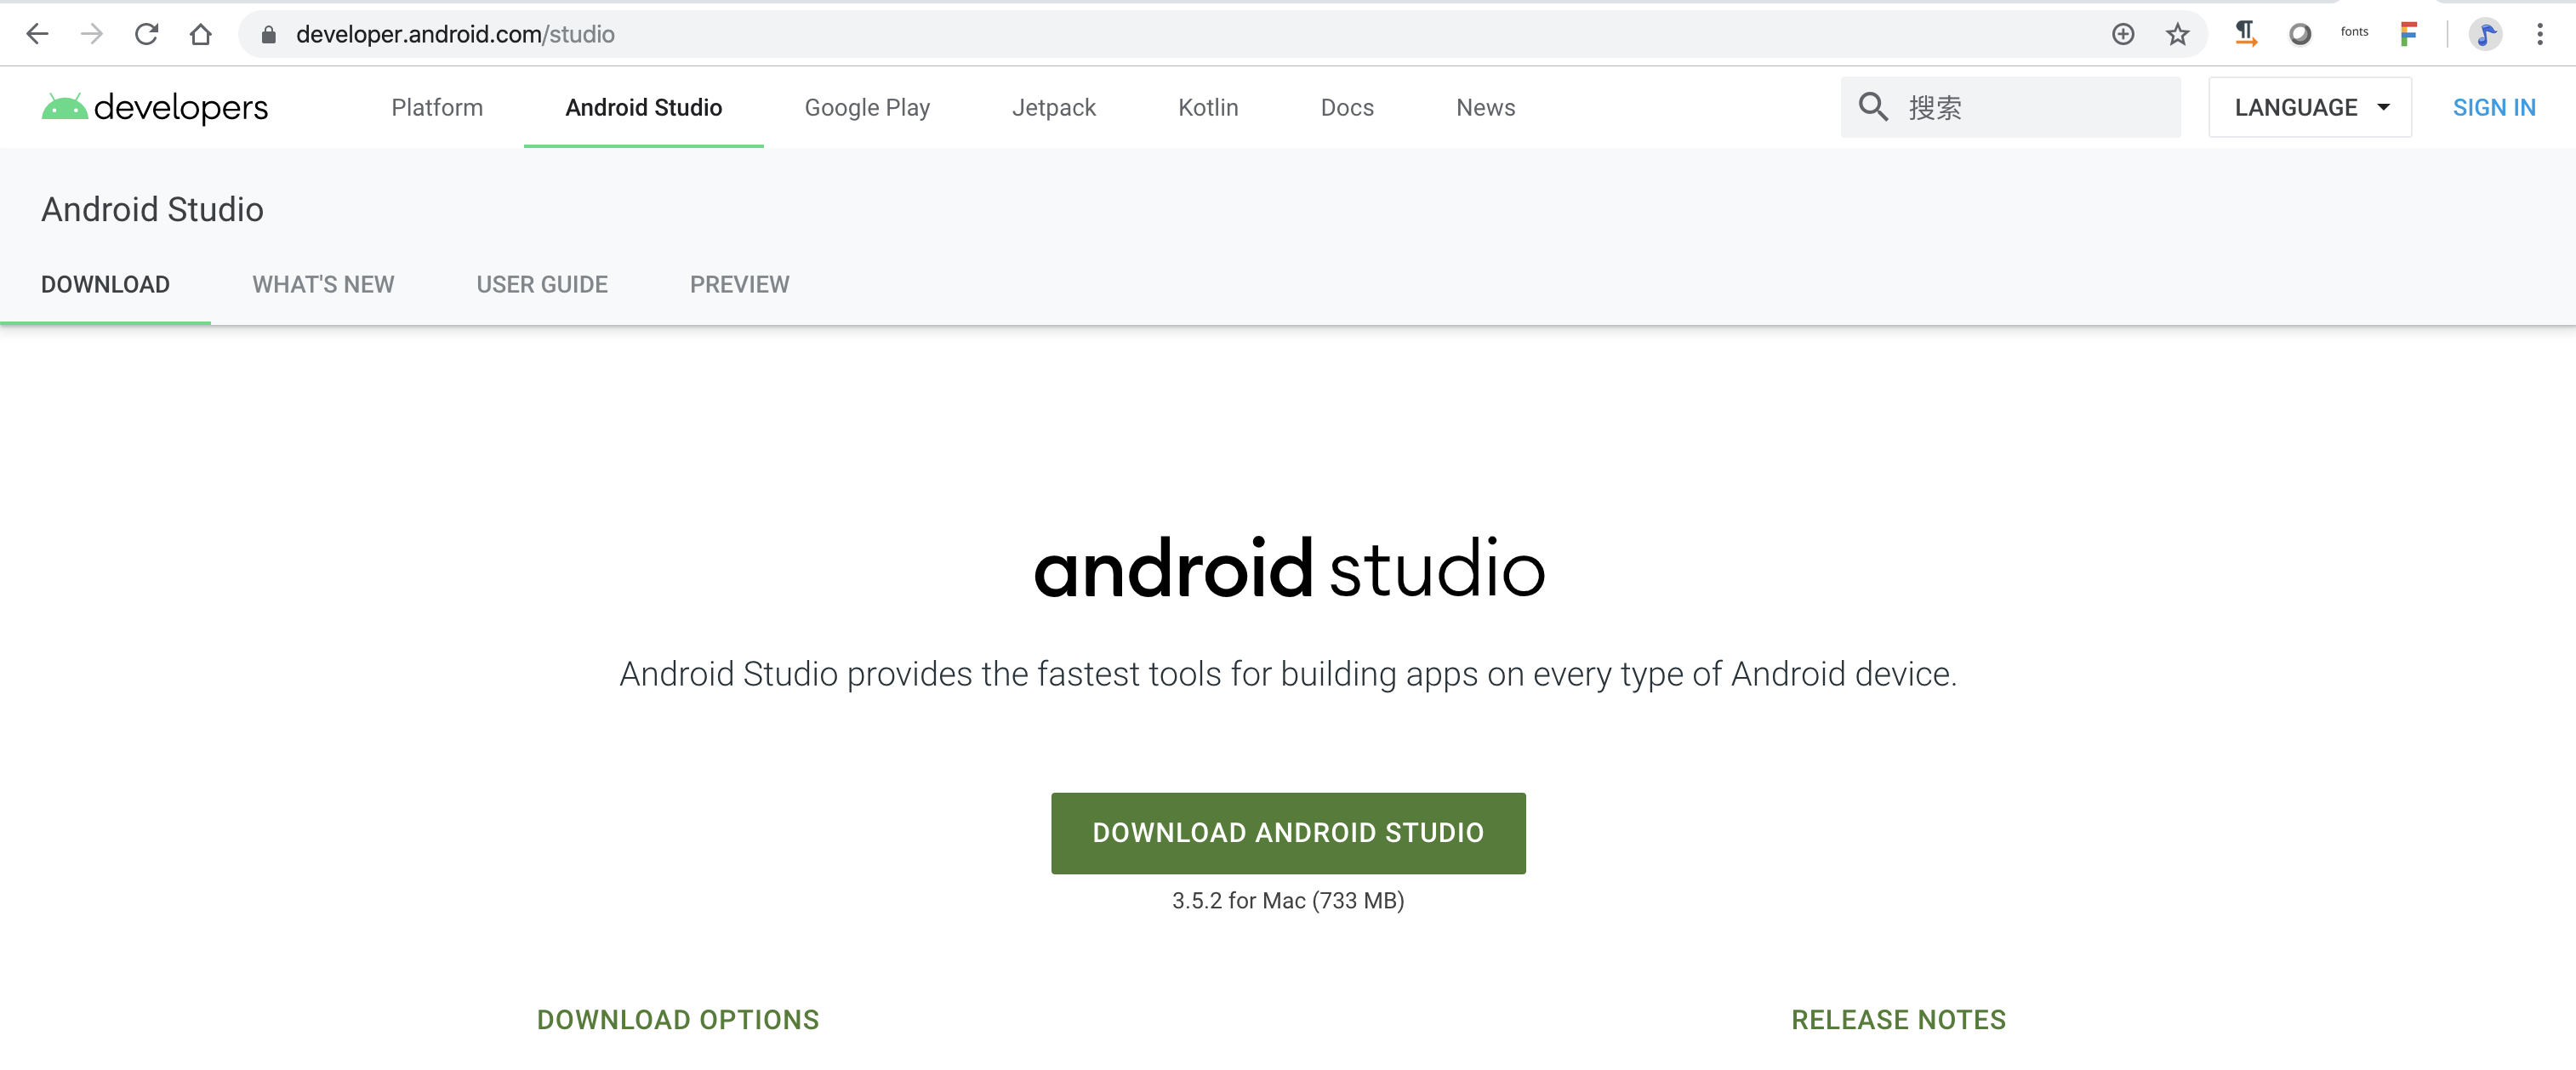 developer.android.com/studio
fonts
developers Platform Android Studio Google Play Jetpack Kotlin Docs News 搜索 LANGUAGE SIGN IN
Android Studio
DOWNLOAD WHAT'S NEW USER GUIDE PREVIEW
android studio
Android Studio provides the fastest tools for building apps on every type of Android device.
DOWNLOAD ANDROID STUDIO
3.5.2 for Mac (733 MB)
DOWNLOAD OPTIONS RELEASE NOTES